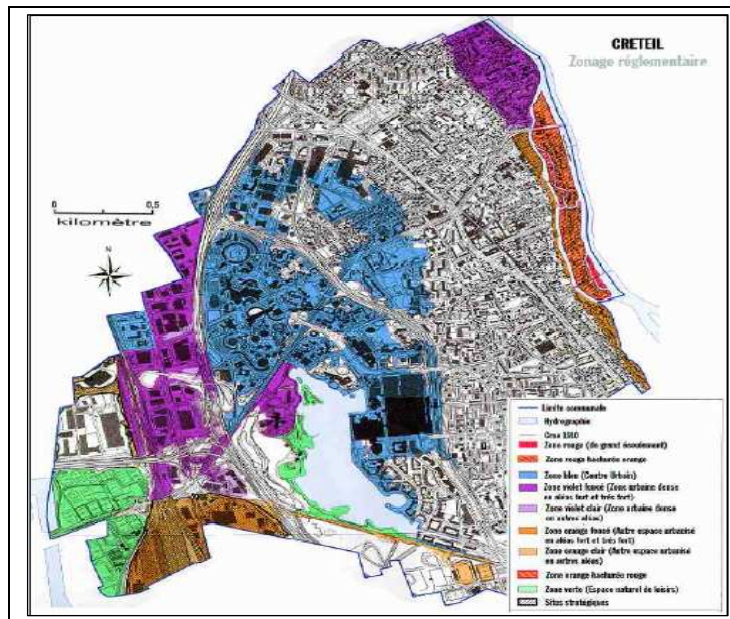 CRETEIL
Zonage réglementaire
0 0,5
kilomètre
N
Limite communale
Hydrographie
Crue 1910
Zone rouge (de grand écoulement)
Zone rouge hachurée orange
Zone bleu (Centre Urbain)
Zone violet foncé (Zone urbaine dense
en aléas fort et très fort)
Zone violet clair (Zone urbaine dense
en autres aléas)
Zone orange foncé (Autre espace urbanisé
en aléas fort et très fort)
Zone orange clair (Autre espace urbanisé
en autres aléas)
Zone orange hachurée rouge
Zone verte (Espace naturel de loisirs)
Sites stratégiques